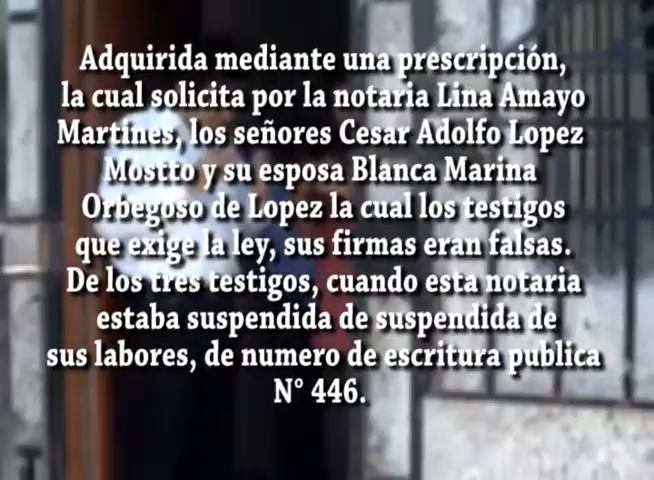 Adquirida mediante una prescripción,
la cual solicita por la notaria Lina Amayo
Martines, los señores Cesar Adolfo Lopez
Mostto y su esposa Blanca Marina
Orbegoso de Lopez la cual los testigos
que exige la ley, sus firmas eran falsas.
De los tres testigos, cuando esta notaria
estaba suspendida de suspendida de
sus labores, de numero de escritura publica
N° 446.